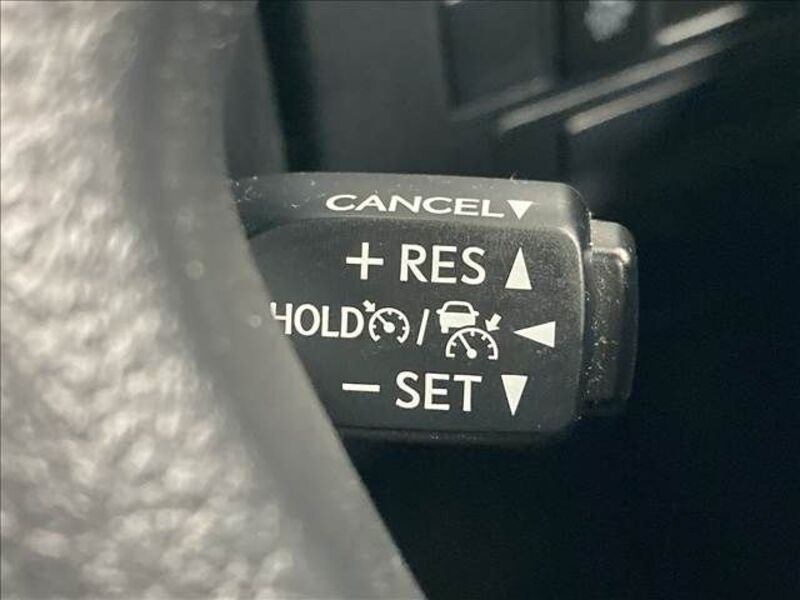 CANCEL▼
+ RES ▲
HOLD / ◀
− SET ▼